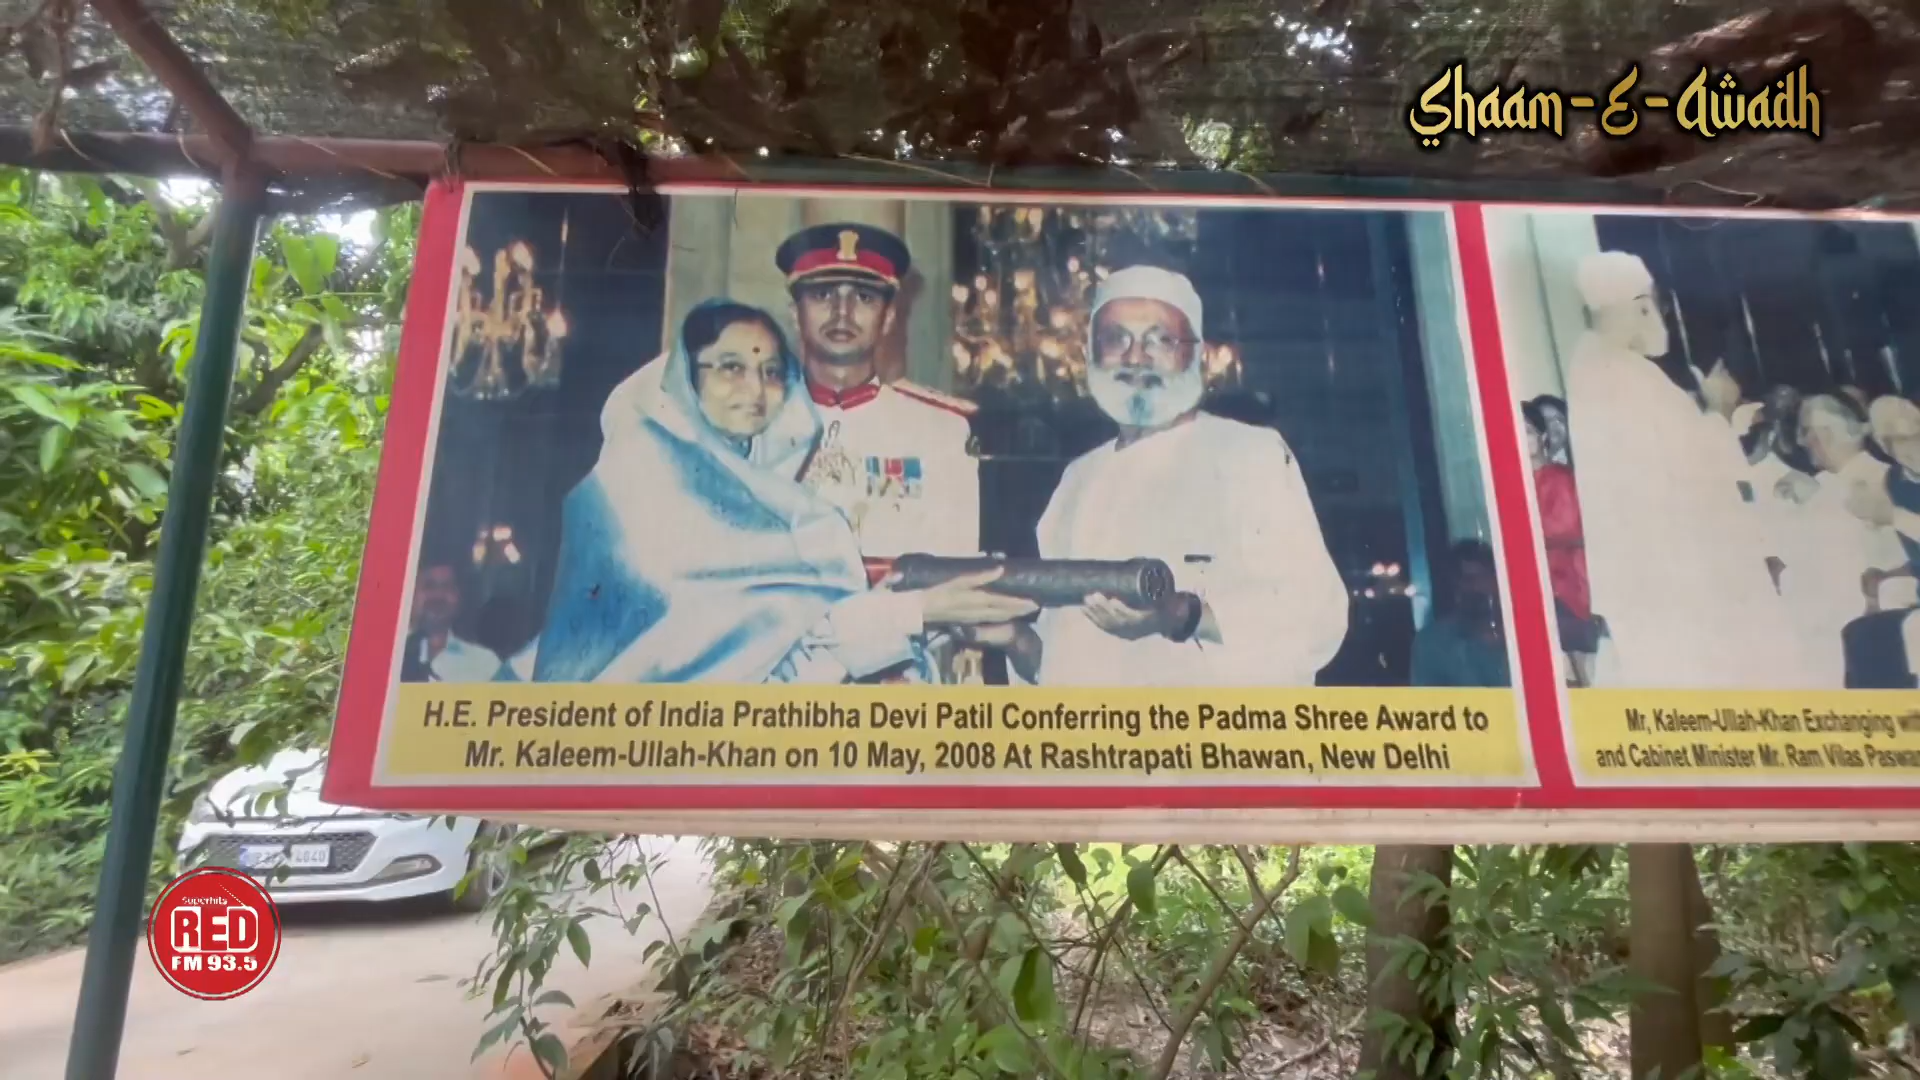 Shaam-E-Awadh
H.E. President of India Prathibha Devi Patil Conferring the Padma Shree Award to
Mr. Kaleem-Ullah-Khan on 10 May, 2008 At Rashtrapati Bhawan, New Delhi
Mr, Kaleem-Ullah-Khan Exchanging
and Cabinet Minister Mr. Ram Vilas
Superhits
RED
FM 93.5